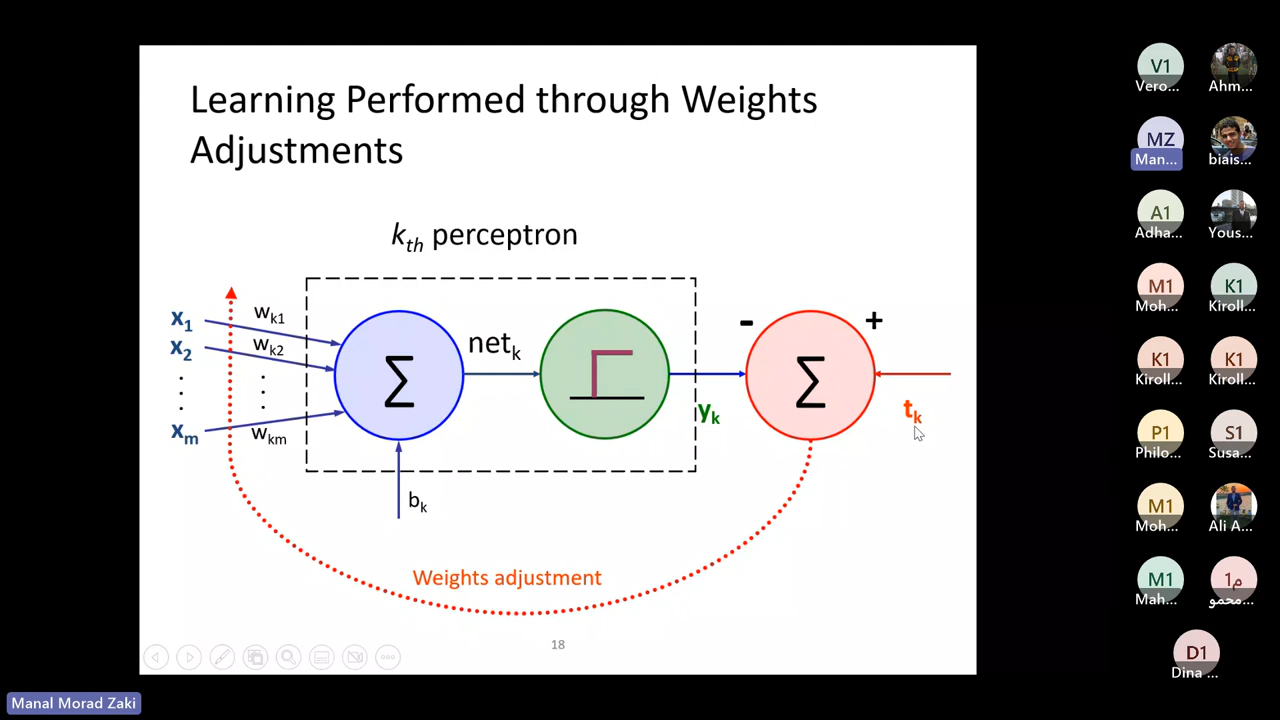 Learning Performed through Weights
Adjustments
kth perceptron
x1
wk1
x2
wk2
xm
wkm
Σ
netk
bk
yk
-
+
Σ
tk
Weights adjustment
18
V1
Vero...
Ahm...
MZ
Man...
biais...
A1
Adha...
Yous...
M1
Moh...
K1
Kiroll...
K1
Kiroll...
K1
Kiroll...
P1
Philo...
S1
Susa...
M1
Moh...
Ali A...
M1
Mah...
م1
محمو...
D1
Dina ...
Manal Morad Zaki